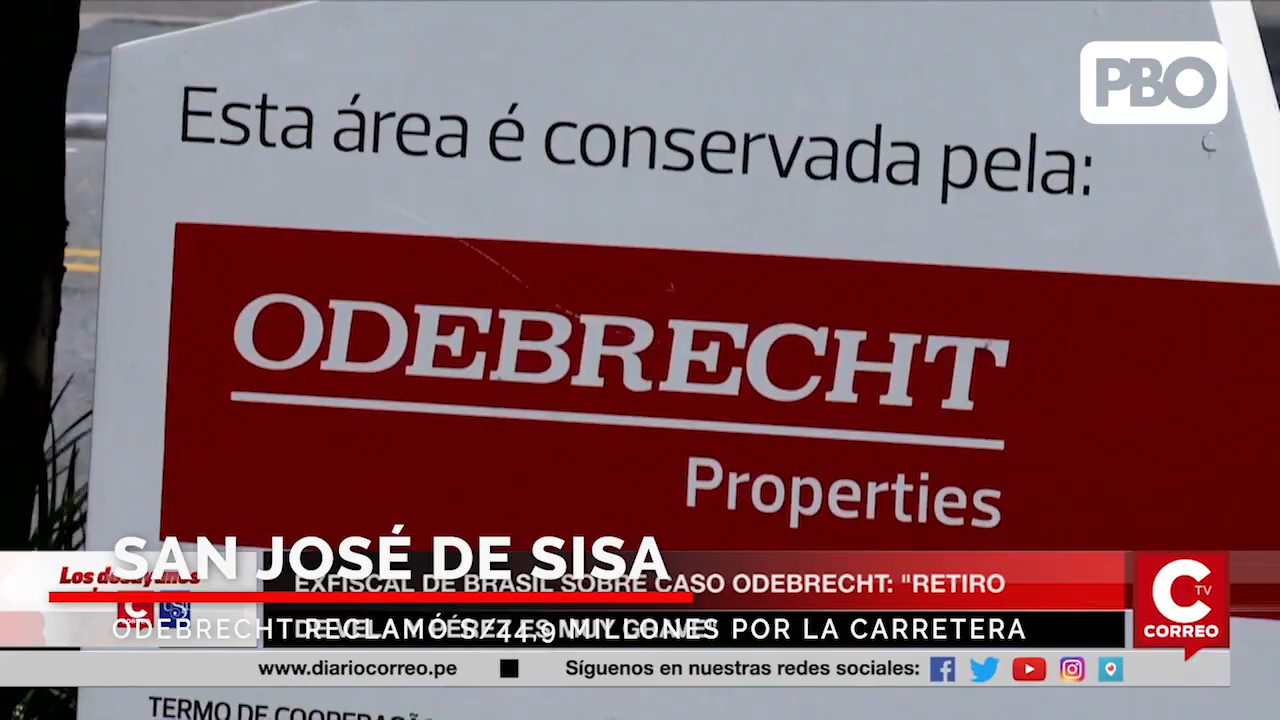 PBO
Esta área é conservada pela:
ODEBRECHT
Properties
SAN JOSÉ DE SISA
EXFISCAL DE BRASIL SOBRE CASO ODEBRECHT: "RETIRO
ODEBRECHT RECLAMÓ S/44,9 MILLONES POR LA CARRETERA
C TV
CORREO
www.diariocorreo.pe
Síguenos en nuestras redes sociales:
TERMO DE COOPERAÇÃO